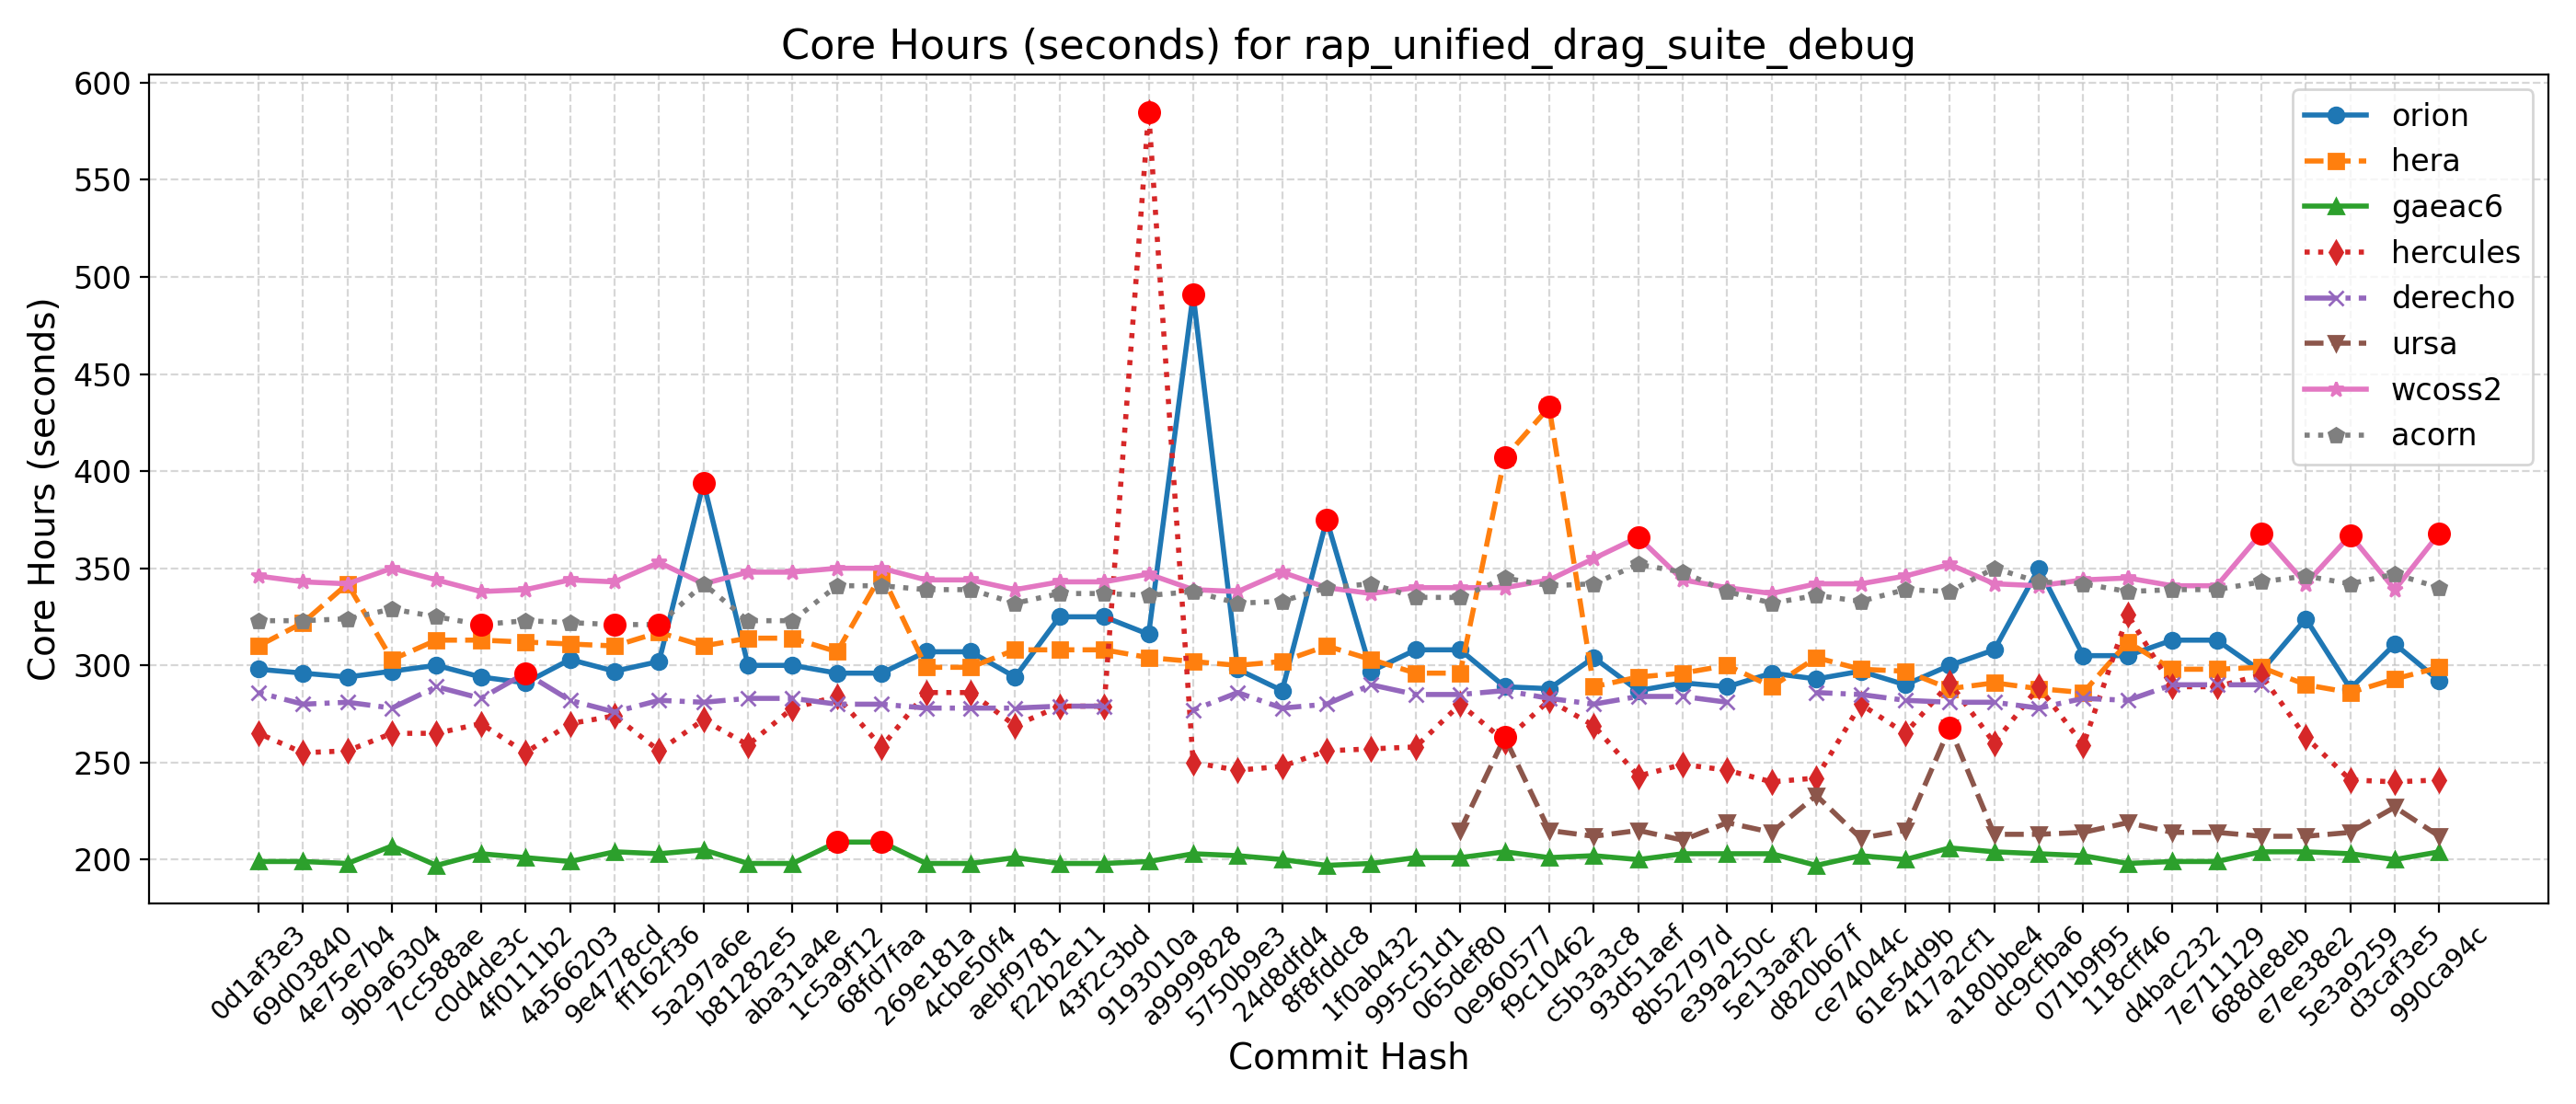 Core Hours (seconds) for rap_unified_drag_suite_debug
Core Hours (seconds)
600
550
500
450
400
350
300
250
200
orion
hera
gaeac6
hercules
derecho
ursa
wcoss2
acorn
0d1af3e3
69d03840
4e75e7b4
9b9a6304
7cc588ae
c0d4de3c
4f0111b2
4a566203
9e4778cd
ff162f36
5a297a6e
b81282e5
aba31a4e
1c5a9f12
68fd7faa
269e181a
4cbe50f4
aebf9781
f22b2e11
43f2c3bd
9193010a
a9999828
5750b9e3
24d8dfd4
8f8fddc8
1f0ab432
995c51d1
065def80
0e960577
f9c10462
c5b3a3c8
93d51aef
8b52797d
e39a250c
5e13aaf2
d820b67f
ce74044c
61e54d9b
417a2cf1
a180bbe4
dc9cfba6
071b9f95
118cff46
d4bac232
7e711129
688de8eb
e7ee38e2
5e3a9259
d3caf3e5
990ca94c
Commit Hash